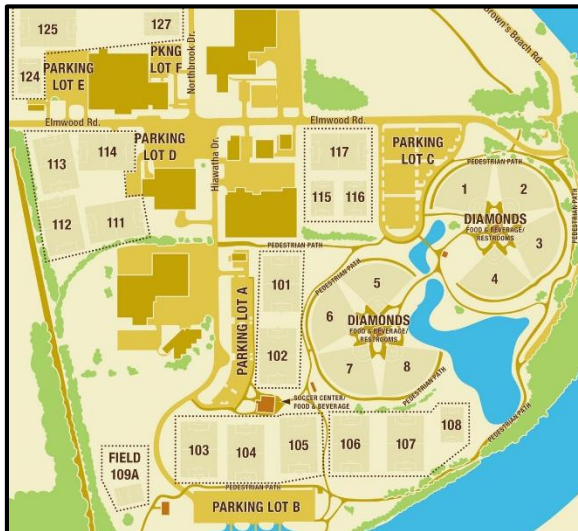 125
127
124
PARKING
LOT E
PKNG
LOT F
Northbrook Dr.
Brown's Beach Rd.
Elmwood Rd.
Elmwood Rd.
113
114
PARKING
LOT D
Hiawatha Dr.
117
PARKING
LOT C
PEDESTRIAN PATH
112
111
115
116
1
2
DIAMONDS
FOOD & BEVERAGE/
RESTROOMS
3
4
PEDESTRIAN PATH
PEDESTRIAN PATH
101
PEDESTRIAN PATH
5
PARKING LOT A
6
DIAMONDS
FOOD & BEVERAGE/
RESTROOMS
102
7
8
PEDESTRIAN PATH
SOCCER CENTER/
FOOD & BEVERAGE
103
104
105
106
107
108
PEDESTRIAN PATH
FIELD
109A
PEDESTRIAN PATH
PARKING LOT B